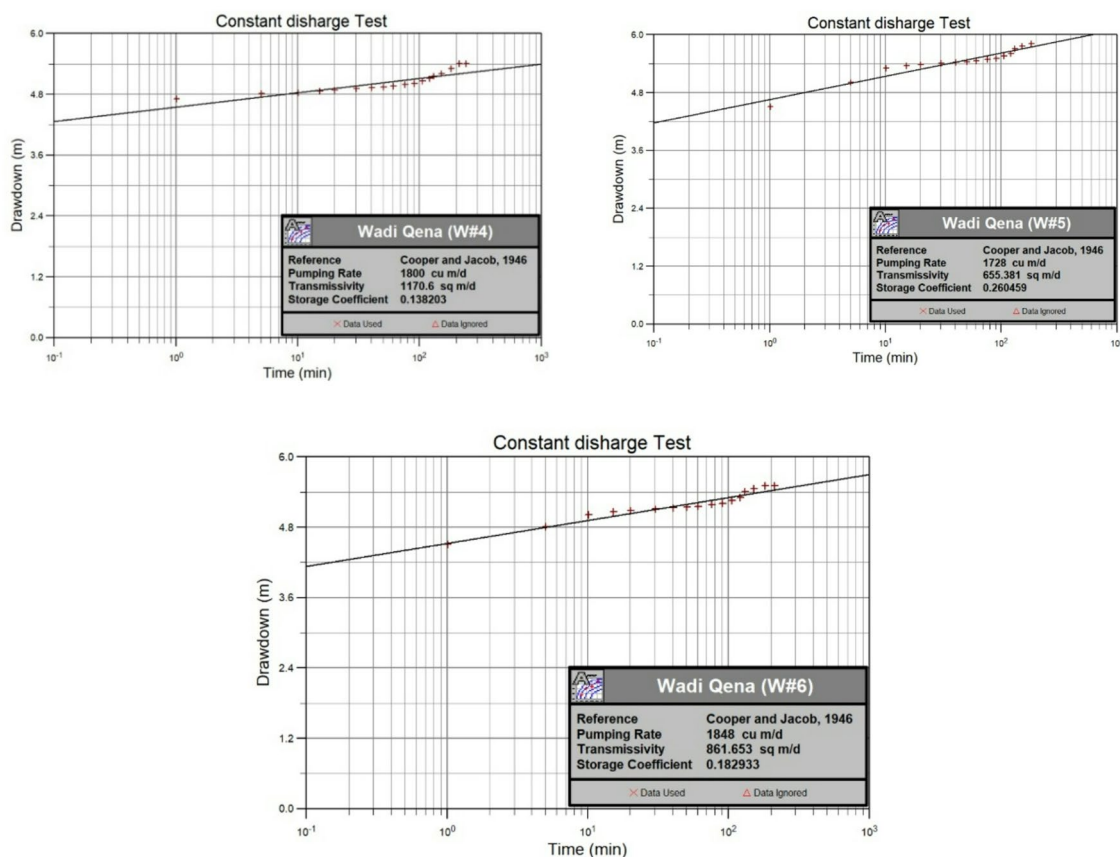 Constant disharge Test
6.0
4.8
3.6
2.4
1.2
0.0
Drawdown (m)
Wadi Qena (W#4)
Reference Cooper and Jacob, 1946
Pumping Rate 1800 cu m/d
Transmissivity 1170.6 sq m/d
Storage Coefficient 0.138203
Data Used Data Ignored
10-1 100 101 102 103
Time (min)
Constant disharge Test
6.0
4.8
3.6
2.4
1.2
0.0
Drawdown (m)
Wadi Qena (W#5)
Reference Cooper and Jacob, 1946
Pumping Rate 1728 cu m/d
Transmissivity 655.381 sq m/d
Storage Coefficient 0.260459
Data Used Data Ignored
10-1 100 101 102
Time (min)
Constant disharge Test
6.0
4.8
3.6
2.4
1.2
0.0
Drawdown (m)
Wadi Qena (W#6)
Reference Cooper and Jacob, 1946
Pumping Rate 1848 cu m/d
Transmissivity 861.653 sq m/d
Storage Coefficient 0.182933
Data Used Data Ignored
10-1 100 101 102 103
Time (min)